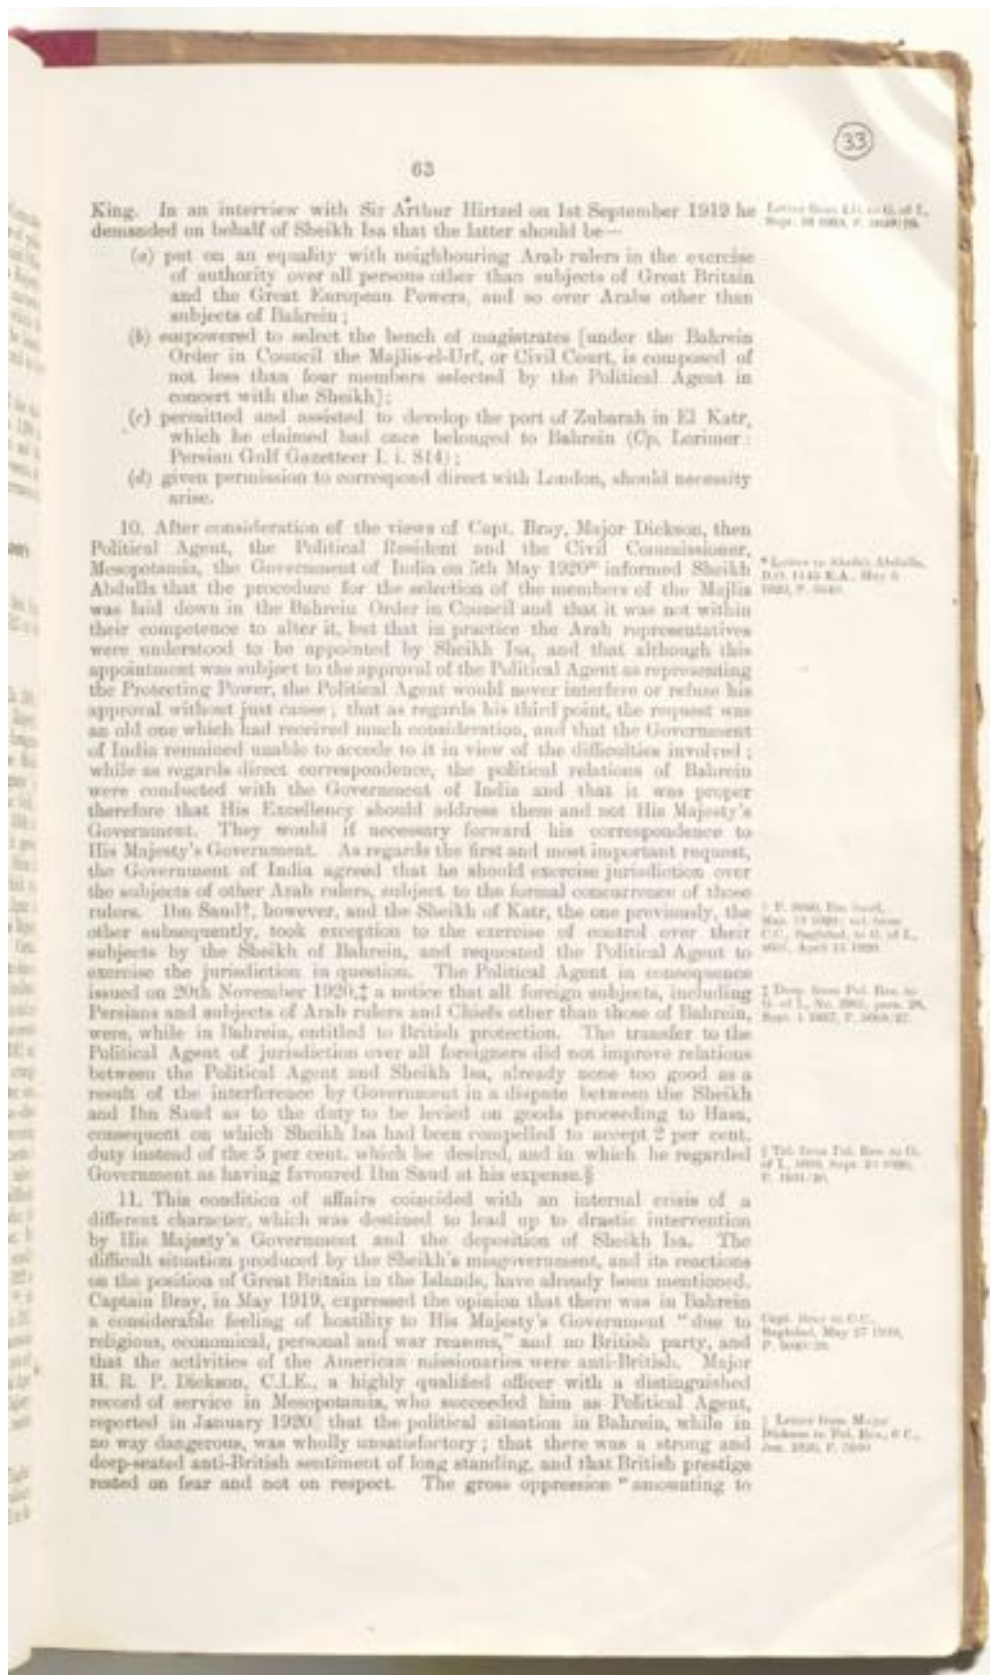 33
63
King. In an interview with Sir Arthur Hirtzel on 1st September 1919 he
demanded on behalf of Sheikh Isa that the latter should be—
(a) put on an equality with neighbouring Arab rulers in the exercise
of authority over all persons other than subjects of Great Britain
and the Great European Powers, and so over Arabs other than
subjects of Bahrein;
(b) empowered to select the bench of magistrates [under the Bahrein
Order in Council the Majlis-el-Urf, or Civil Court, is composed of
not less than four members selected by the Political Agent in
concert with the Sheikh];
(c) permitted and assisted to develop the port of Zubarah in El Katr,
which he claimed had once belonged to Bahrein (Cp. Lorimer:
Persian Gulf Gazetteer I. i. 814);
(d) given permission to correspond direct with London, should necessity
arise.
10. After consideration of the views of Capt. Bray, Major Dickson, then
Political Agent, the Political Resident and the Civil Commissioner,
Mesopotamia, the Government of India on 5th May 1920* informed Sheikh
* Letter to Sheikh Abdulla,
Abdulla that the procedure for the selection of the members of the Majlis
was laid down in the Bahrein Order in Council and that it was not within
their competence to alter it, but that in practice the Arab representatives
were understood to be appointed by Sheikh Isa, and that although this
appointment was subject to the approval of the Political Agent as representing
the Protecting Power, the Political Agent would never interfere or refuse his
approval without just cause; that as regards his third point, the request was
an old one which had received much consideration, and that the Government
of India remained unable to accede to it in view of the difficulties involved;
while as regards direct correspondence, the political relations of Bahrein
were conducted with the Government of India and that it was proper
therefore that His Excellency should address them and not His Majesty's
Government. They would if necessary forward his correspondence to
His Majesty's Government. As regards the first and most important request,
the Government of India agreed that he should exercise jurisdiction over
the subjects of other Arab rulers, subject to the formal concurrence of those
rulers. Ibn Saud†, however, and the Sheikh of Katr, the one previously, the
other subsequently, took exception to the exercise of control over their
subjects by the Sheikh of Bahrein, and requested the Political Agent to
exercise the jurisdiction in question. The Political Agent in consequence
issued on 20th November 1920,‡ a notice that all foreign subjects, including
‡ Desp. from Pol. Res. to
Persians and subjects of Arab rulers and Chiefs other than those of Bahrein,
were, while in Bahrein, entitled to British protection. The transfer to the
Political Agent of jurisdiction over all foreigners did not improve relations
between the Political Agent and Sheikh Isa, already none too good as a
result of the interference by Government in a dispute between the Sheikh
and Ibn Saud as to the duty to be levied on goods proceeding to Hasa,
consequent on which Sheikh Isa had been compelled to accept 2 per cent.
duty instead of the 5 per cent. which he desired, and in which he regarded
Government as having favoured Ibn Saud at his expense.§
11. This condition of affairs coincided with an internal crisis of a
different character, which was destined to lead up to drastic intervention
by His Majesty's Government and the deposition of Sheikh Isa. The
difficult situation produced by the Sheikh's misgovernment, and its reactions
on the position of Great Britain in the Islands, have already been mentioned.
Captain Bray, in May 1919, expressed the opinion that there was in Bahrein
a considerable feeling of hostility to His Majesty's Government "due to
Capt. Bray to C.C.,
religious, economical, personal and war reasons," and no British party, and
Baghdad, May 27 1919,
that the activities of the American missionaries were anti-British. Major
H. R. P. Dickson, C.I.E., a highly qualified officer with a distinguished
record of service in Mesopotamia, who succeeded him as Political Agent,
reported in January 1920 that the political situation in Bahrein, while in
Letter from Major
no way dangerous, was wholly unsatisfactory; that there was a strong and
Dickson to Pol. Res.,
deep-seated anti-British sentiment of long standing, and that British prestige
rested on fear and not on respect. The gross oppression "amounting to